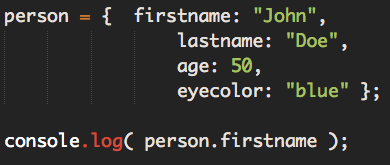 person = {  firstname: "John",
lastname: "Doe",
age: 50,
eyecolor: "blue" };
console.log( person.firstname );